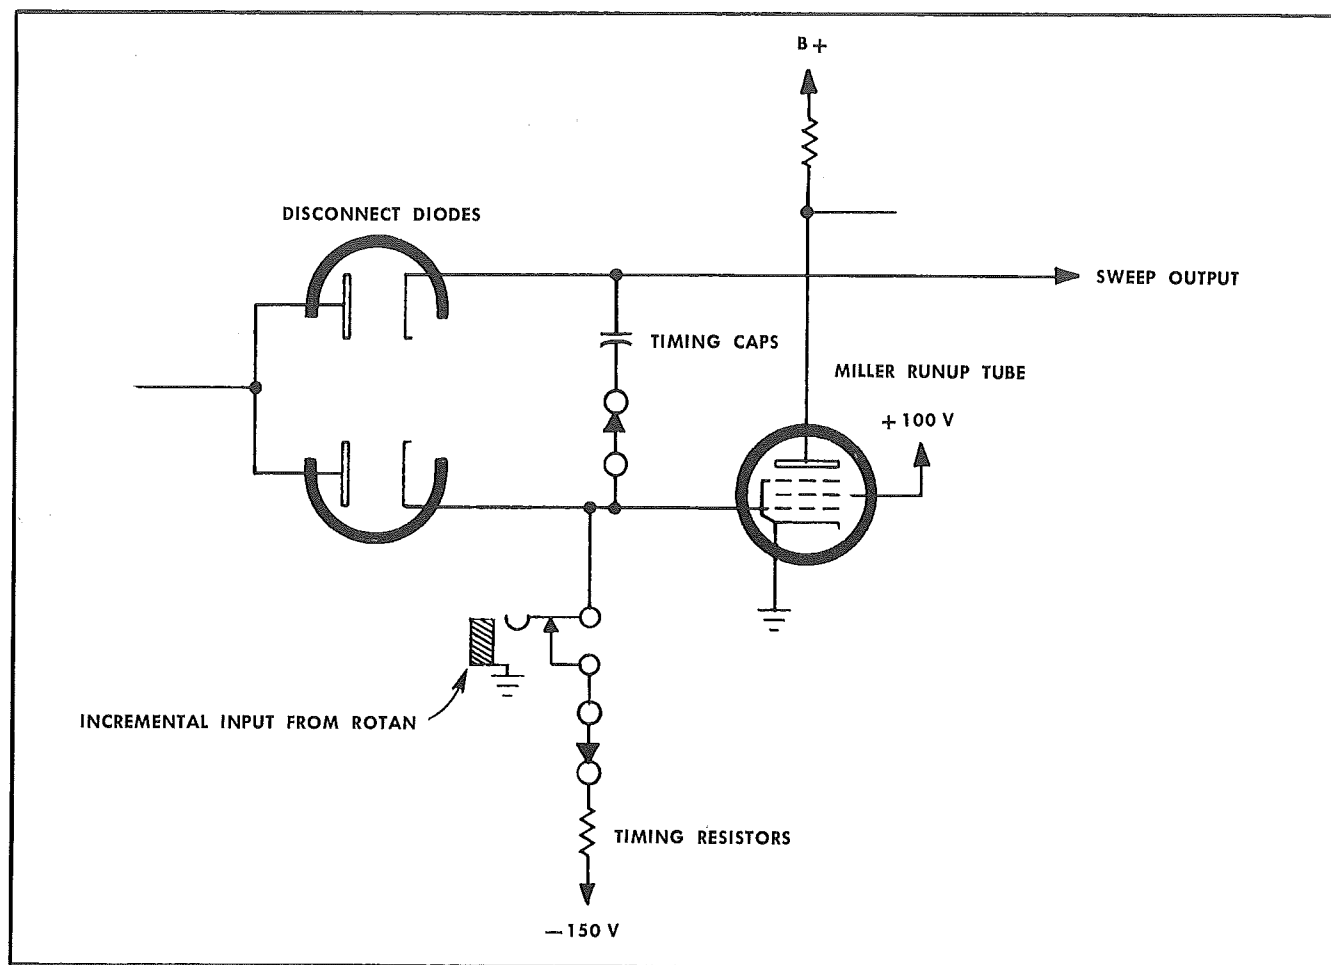 B+
DISCONNECT DIODES
SWEEP OUTPUT
TIMING CAPS
MILLER RUNUP TUBE
+100 V
INCREMENTAL INPUT FROM ROTAN
TIMING RESISTORS
—150 V